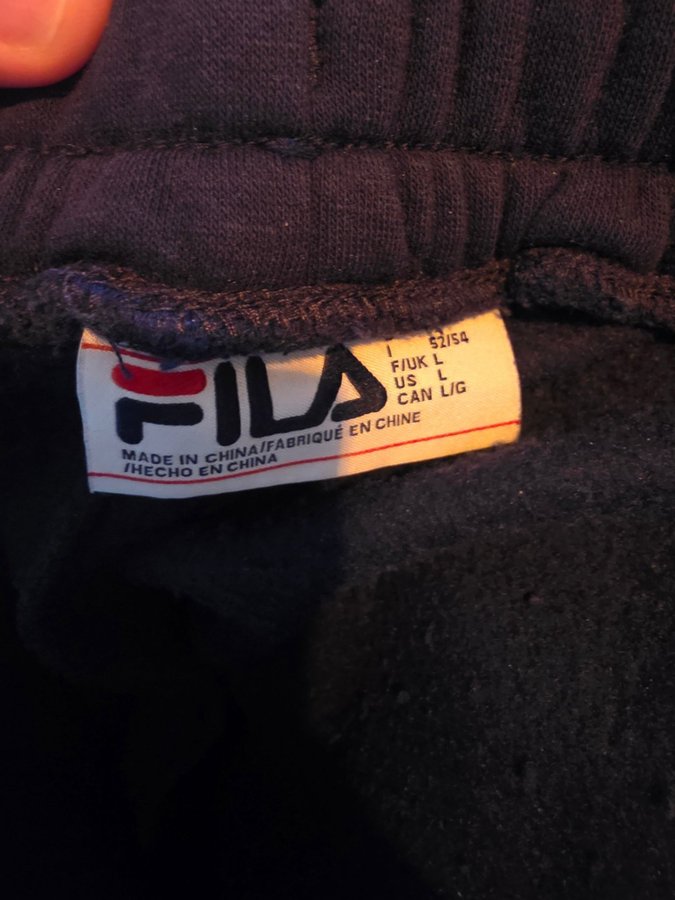 FILA
I 52/54
F/UK L
US L
CAN L/G
MADE IN CHINA/FABRIQUÉ EN CHINE
/HECHO EN CHINA